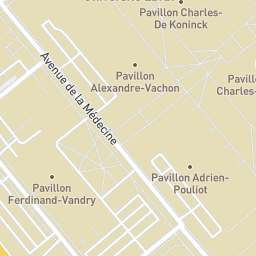 Pavillon Charles-
De Koninck
Pavillon
Alexandre-Vachon
Pavillon
Charles-
Avenue de la Médecine
Pavillon Adrien-
Pouliot
Pavillon
Ferdinand-Vandry